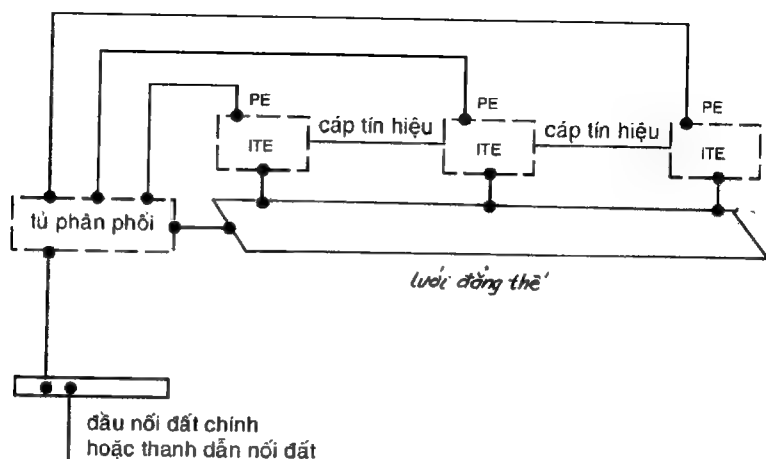 PE
PE
PE
cáp tín hiệu
cáp tín hiệu
ITE
ITE
ITE
tủ phân phối
lưới đẳng thế
đầu nối đất chính
hoặc thanh dẫn nối đất